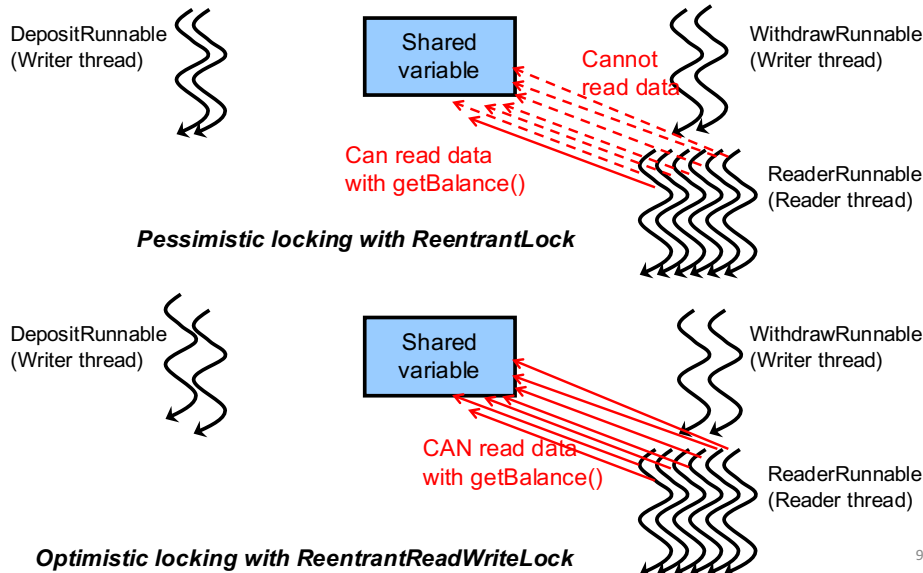 DepositRunnable
(Writer thread)
Shared
variable
WithdrawRunnable
(Writer thread)
Cannot
read data
Can read data
with getBalance()
ReaderRunnable
(Reader thread)
Pessimistic locking with ReentrantLock
DepositRunnable
(Writer thread)
Shared
variable
WithdrawRunnable
(Writer thread)
CAN read data
with getBalance()
ReaderRunnable
(Reader thread)
Optimistic locking with ReentrantReadWriteLock
9